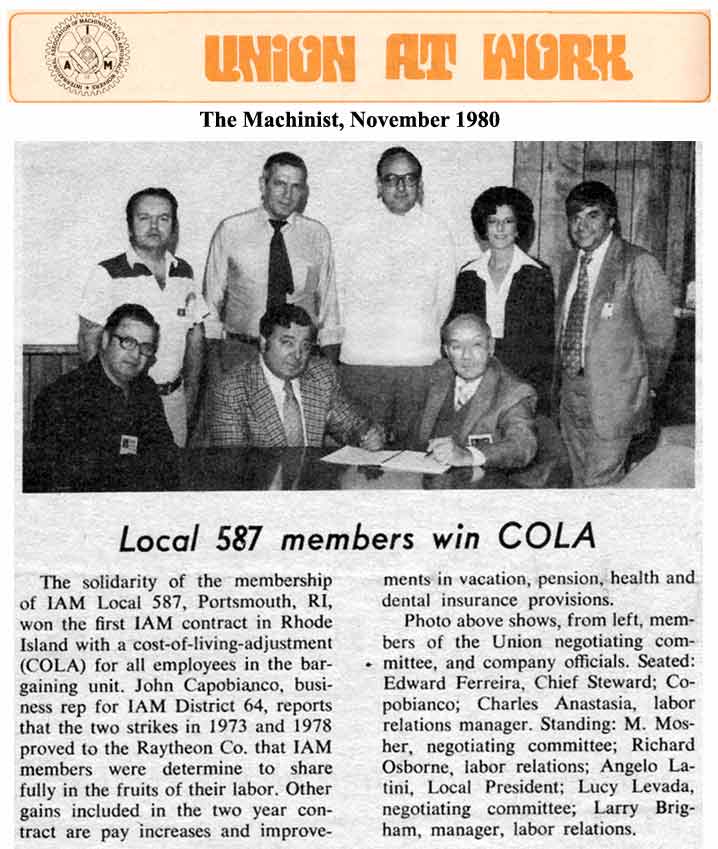 INTERNATIONAL ASSOCIATION OF MACHINISTS AND AEROSPACE WORKERS
I
A M
UNION AT WORK
The Machinist, November 1980
Local 587 members win COLA
The solidarity of the membership
of IAM Local 587, Portsmouth, RI,
won the first IAM contract in Rhode
Island with a cost-of-living-adjustment
(COLA) for all employees in the bar-
gaining unit. John Capobianco, busi-
ness rep for IAM District 64, reports
that the two strikes in 1973 and 1978
proved to the Raytheon Co. that IAM
members were determine to share
fully in the fruits of their labor. Other
gains included in the two year con-
tract are pay increases and improve-
ments in vacation, pension, health and
dental insurance provisions.
Photo above shows, from left, mem-
bers of the Union negotiating com-
mittee, and company officials. Seated:
Edward Ferreira, Chief Steward; Co-
pobianco; Charles Anastasia, labor
relations manager. Standing: M. Mos-
her, negotiating committee; Richard
Osborne, labor relations; Angelo La-
tini, Local President; Lucy Levada,
negotiating committee; Larry Brig-
ham, manager, labor relations.